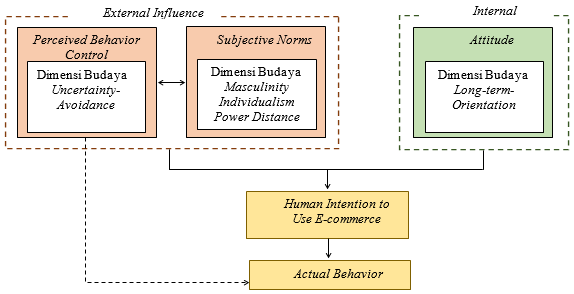 External Influence
Internal
Perceived Behavior
Control
Dimensi Budaya
Uncertainty-
Avoidance
Subjective Norms
Dimensi Budaya
Masculinity
Individualism
Power Distance
Attitude
Dimensi Budaya
Long-term-
Orientation
Human Intention to
Use E-commerce
Actual Behavior